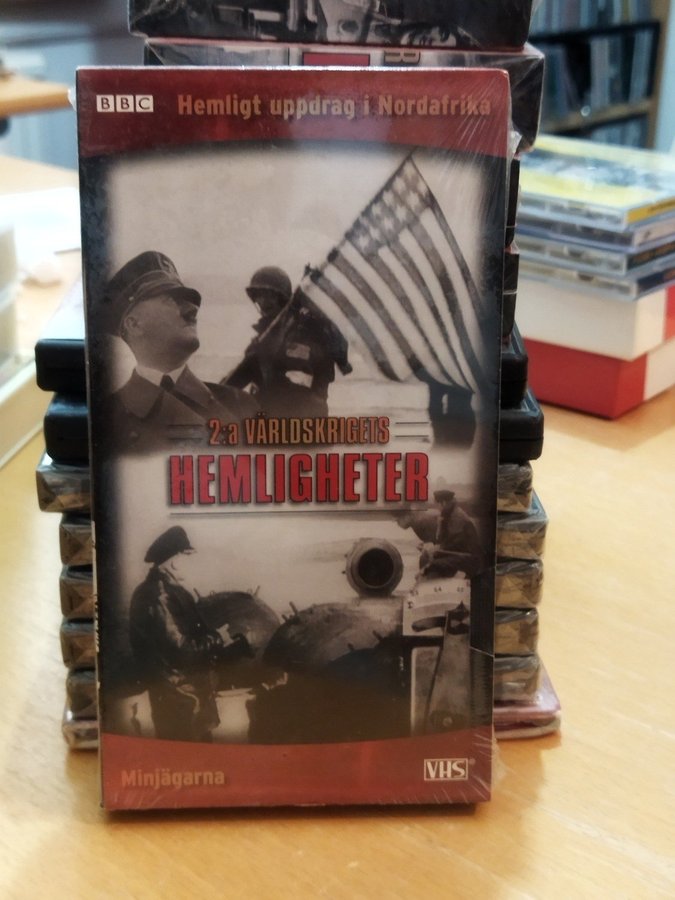 BBC
Hemligt uppdrag i Nordafrika
2:a VÄRLDSKRIGETS
HEMLIGHETER
Minjägarna
VHS